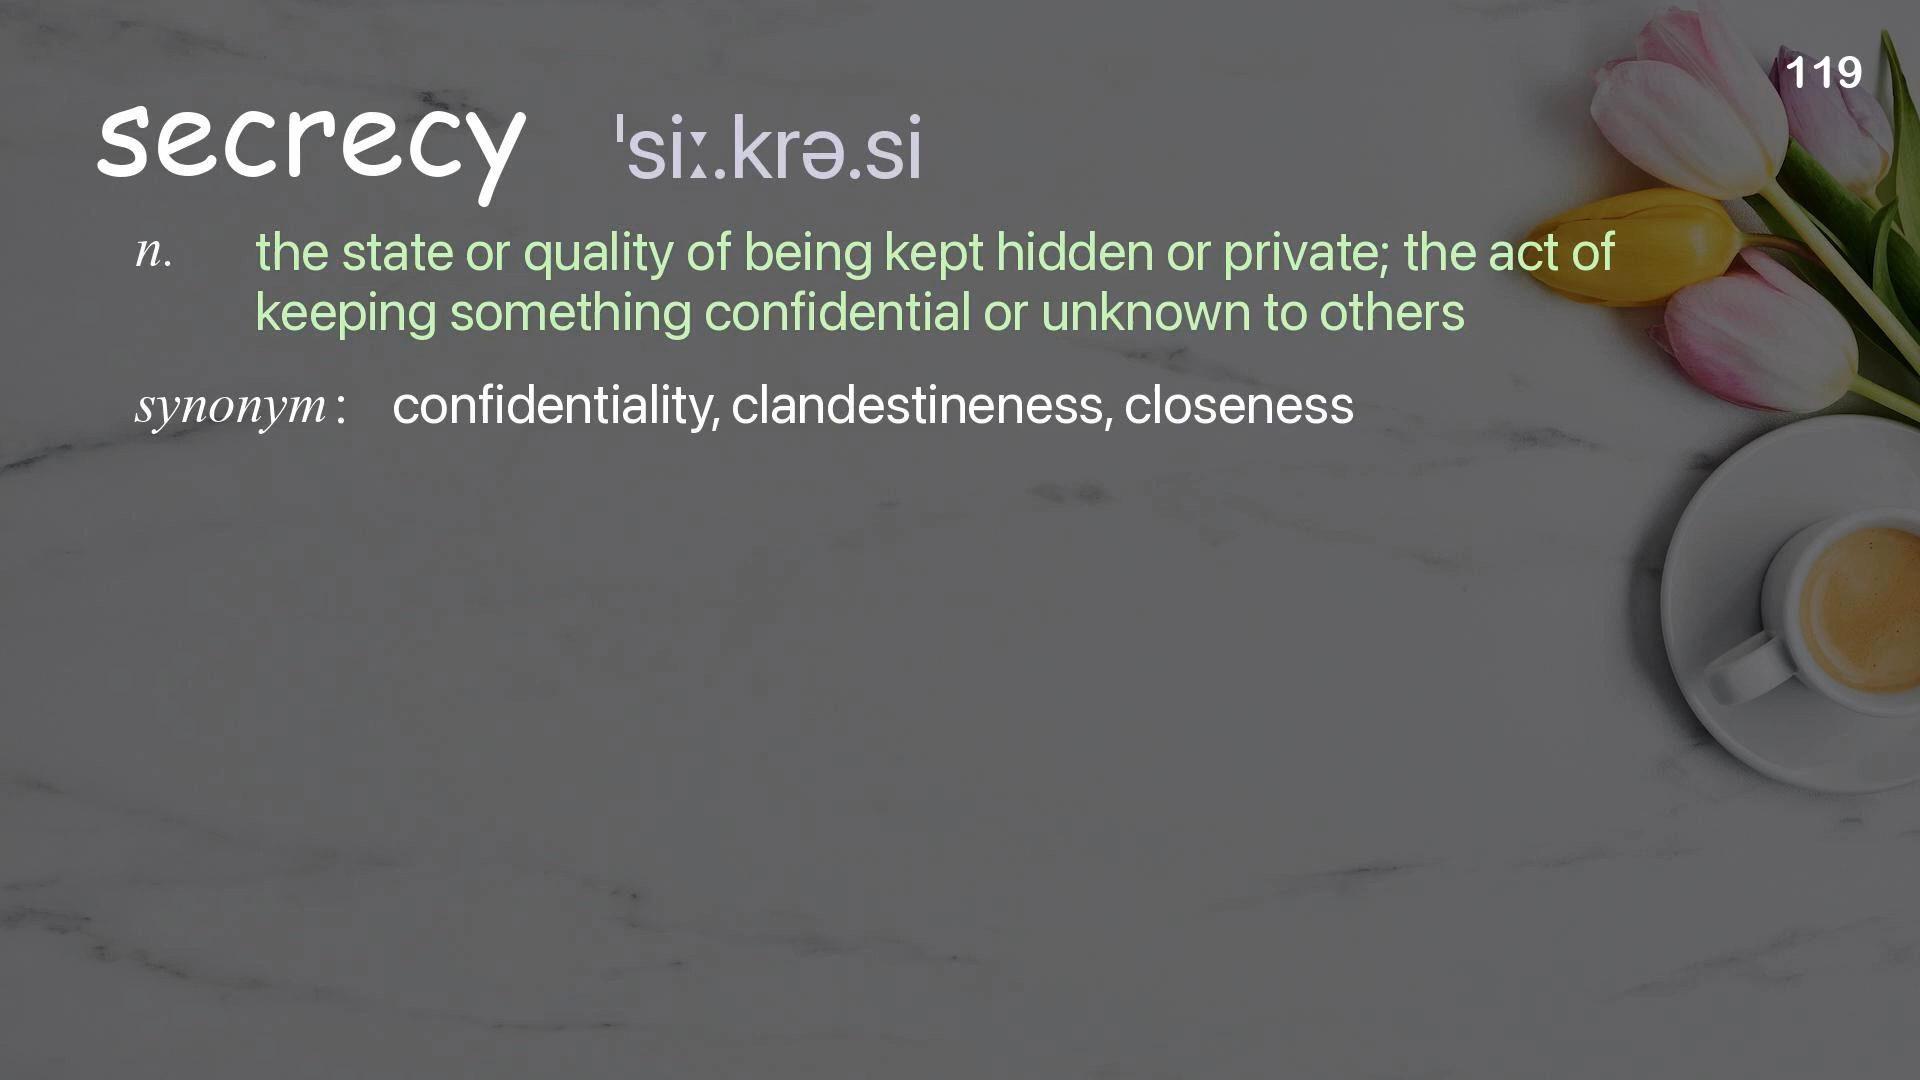 119
secrecy ˈsiː.krə.si
n. the state or quality of being kept hidden or private; the act of
keeping something confidential or unknown to others
synonym: confidentiality, clandestineness, closeness